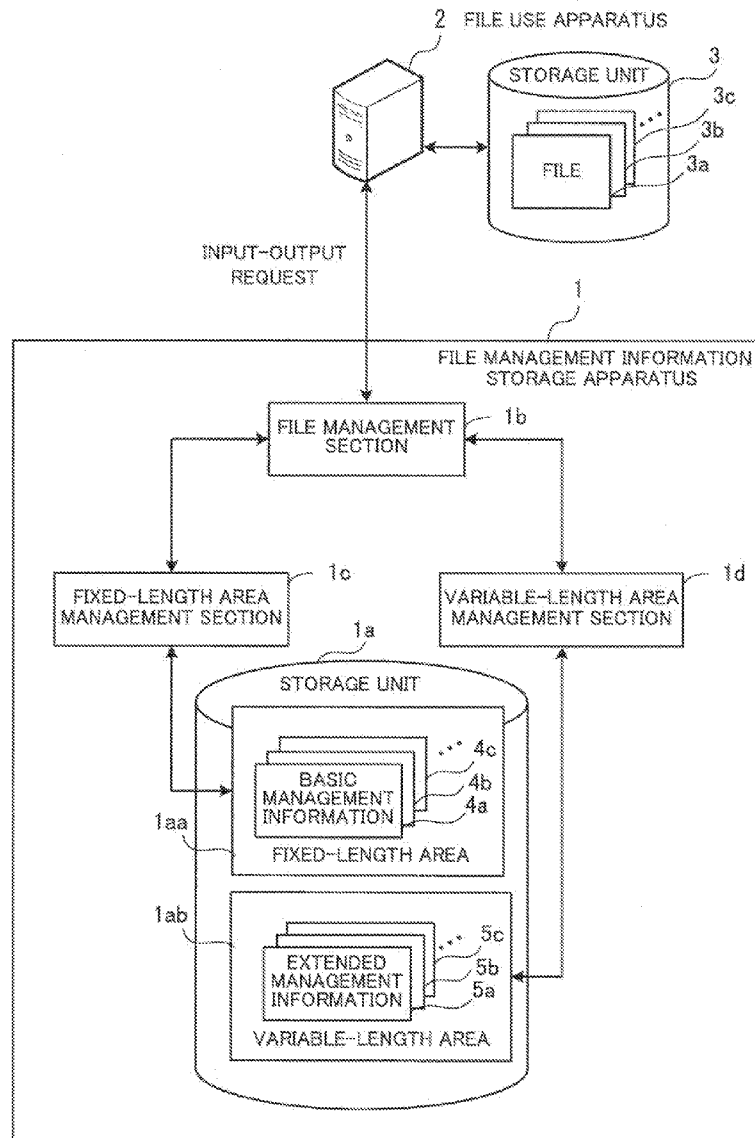 2 FILE USE APPARATUS
STORAGE UNIT
3
3c
3b
3a
FILE
INPUT-OUTPUT
REQUEST
1
FILE MANAGEMENT INFORMATION
STORAGE APPARATUS
FILE MANAGEMENT
SECTION
1b
1c
FIXED-LENGTH AREA
MANAGEMENT SECTION
1d
VARIABLE-LENGTH AREA
MANAGEMENT SECTION
1a
STORAGE UNIT
4c
4b
4a
BASIC
MANAGEMENT
INFORMATION
1aa
FIXED-LENGTH AREA
1ab
5c
5b
5a
EXTENDED
MANAGEMENT
INFORMATION
VARIABLE-LENGTH AREA